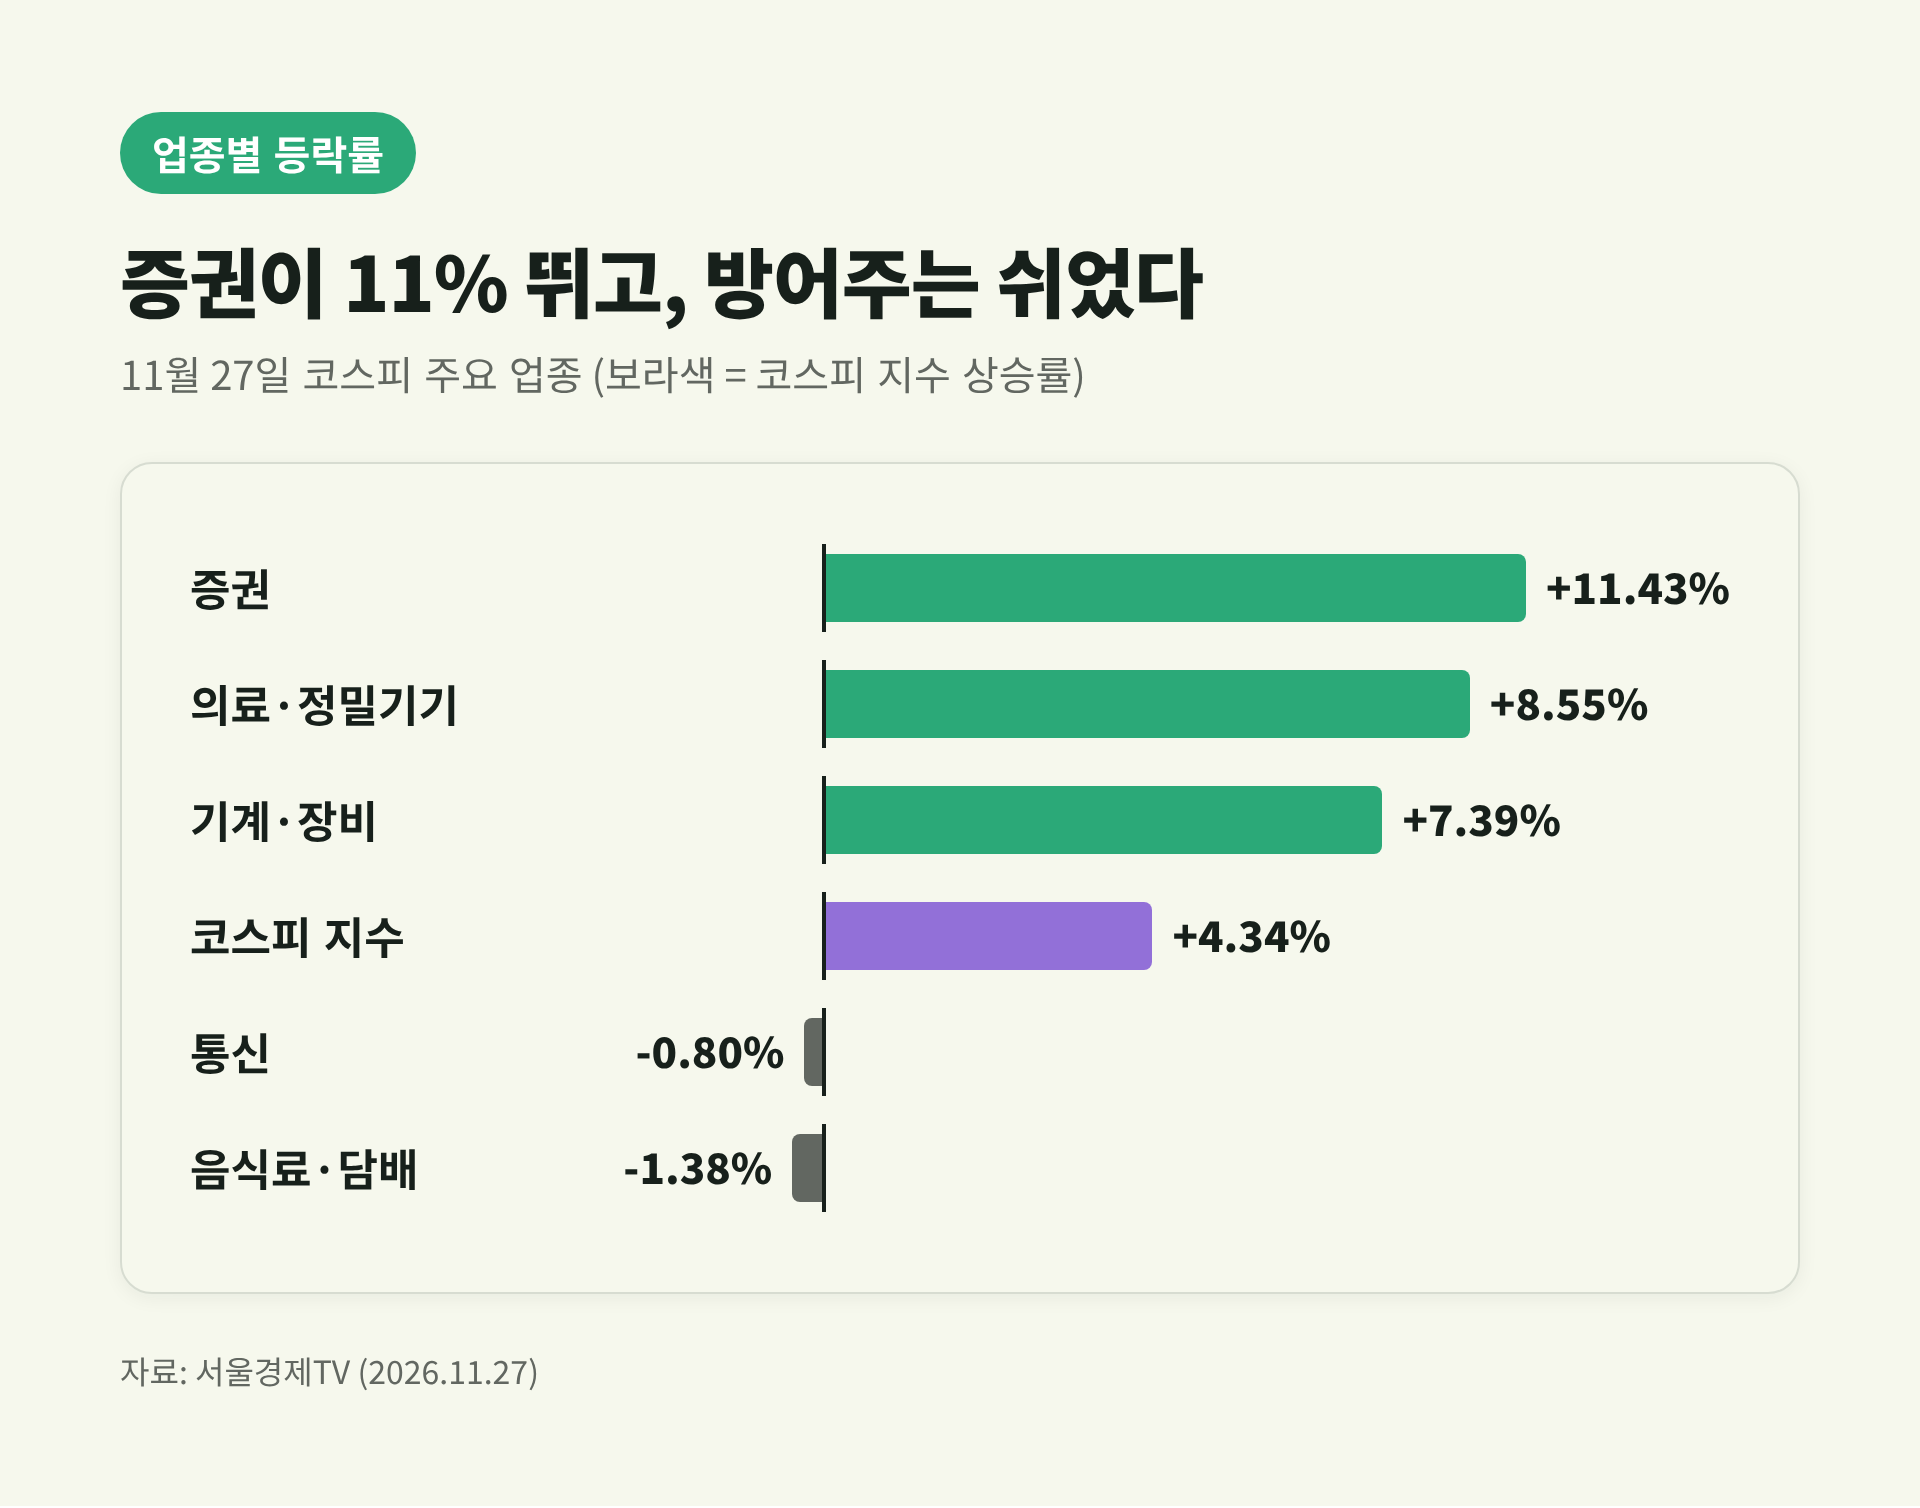 업종별 등락률
증권이 11% 뛰고, 방어주는 쉬었다
11월 27일 코스피 주요 업종 (보라색 = 코스피 지수 상승률)
증권 +11.43%
의료·정밀기기 +8.55%
기계·장비 +7.39%
코스피 지수 +4.34%
통신 -0.80%
음식료·담배 -1.38%
자료: 서울경제TV (2026.11.27)